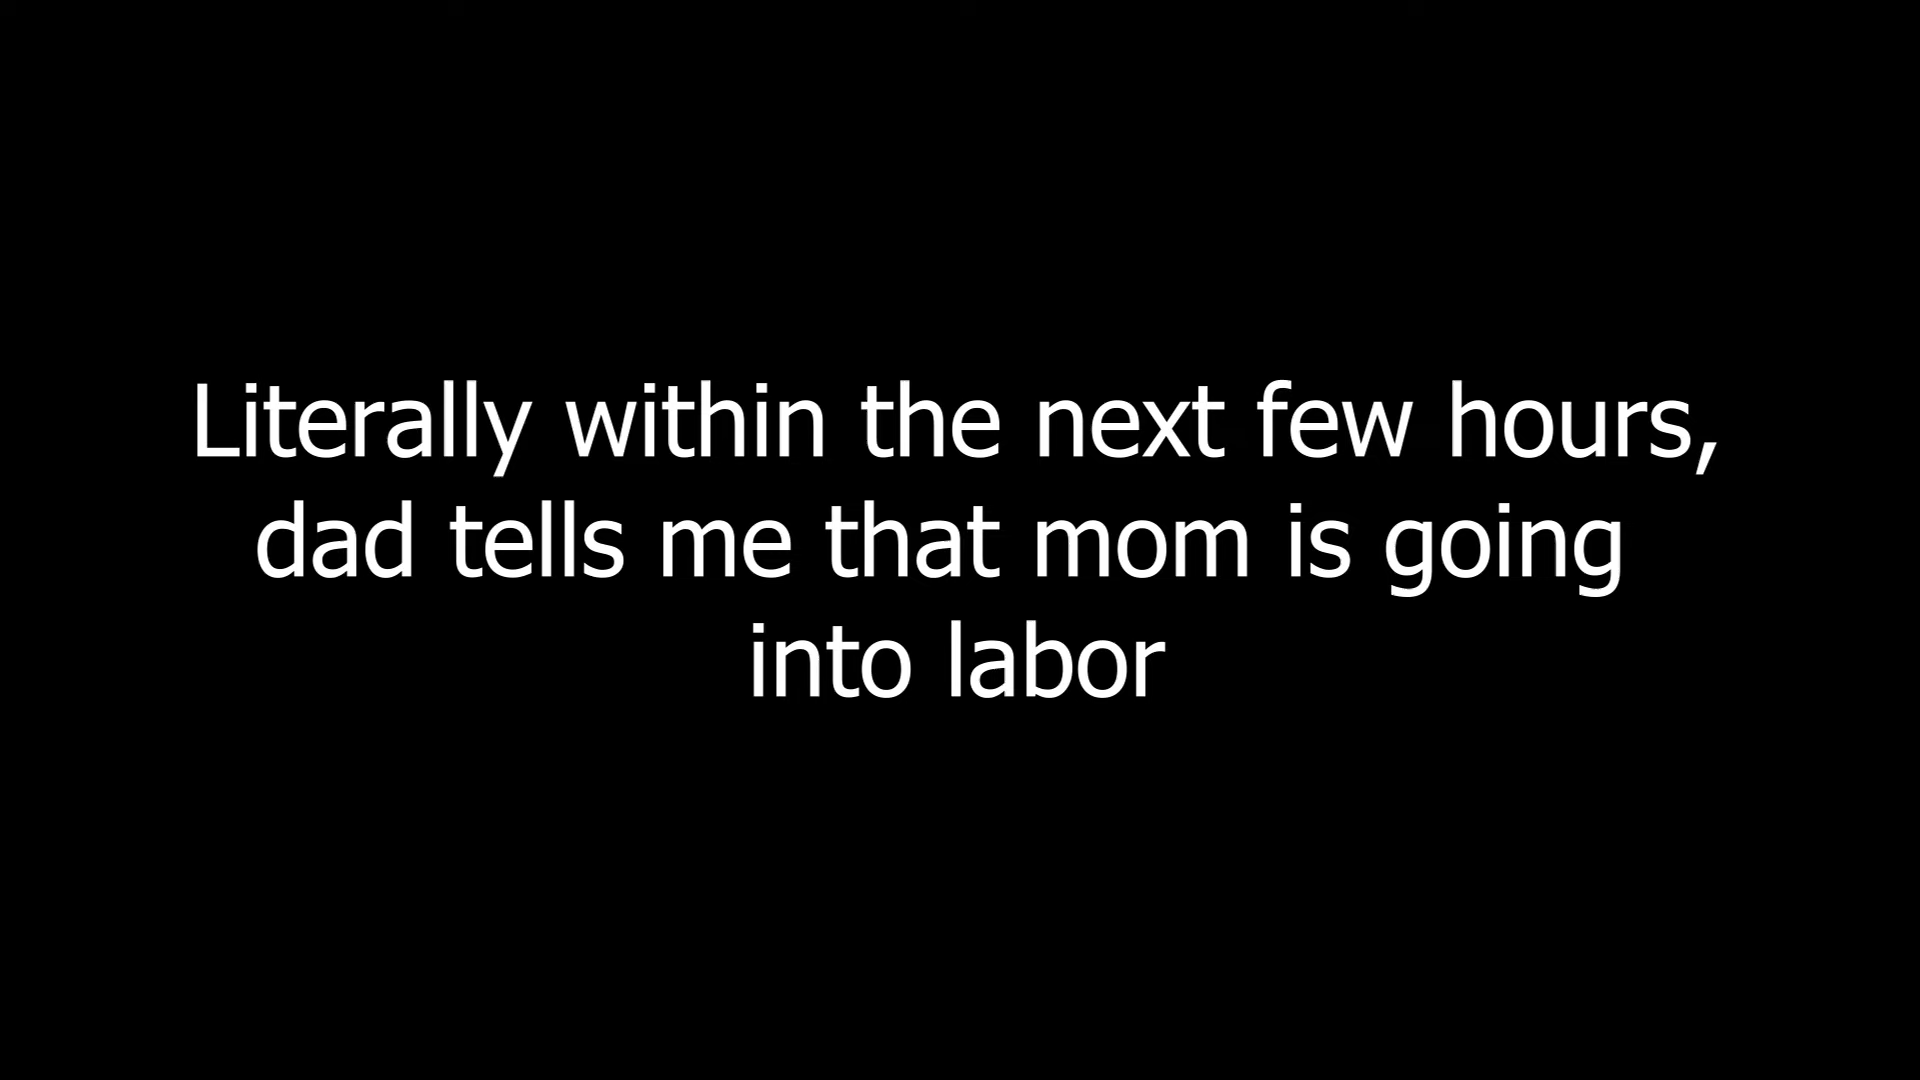 Literally within the next few hours,
dad tells me that mom is going
into labor